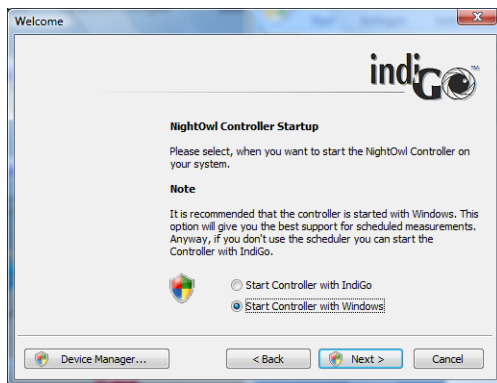 Welcome
indiGO™
NightOwl Controller Startup
Please select, when you want to start the NightOwl Controller on
your system.
Note
It is recommended that the controller is started with Windows. This
option will give you the best support for scheduled measurements.
Anyway, if you don't use the scheduler you can start the
Controller with IndiGo.
Start Controller with IndiGo
Start Controller with Windows
Device Manager... < Back Next > Cancel